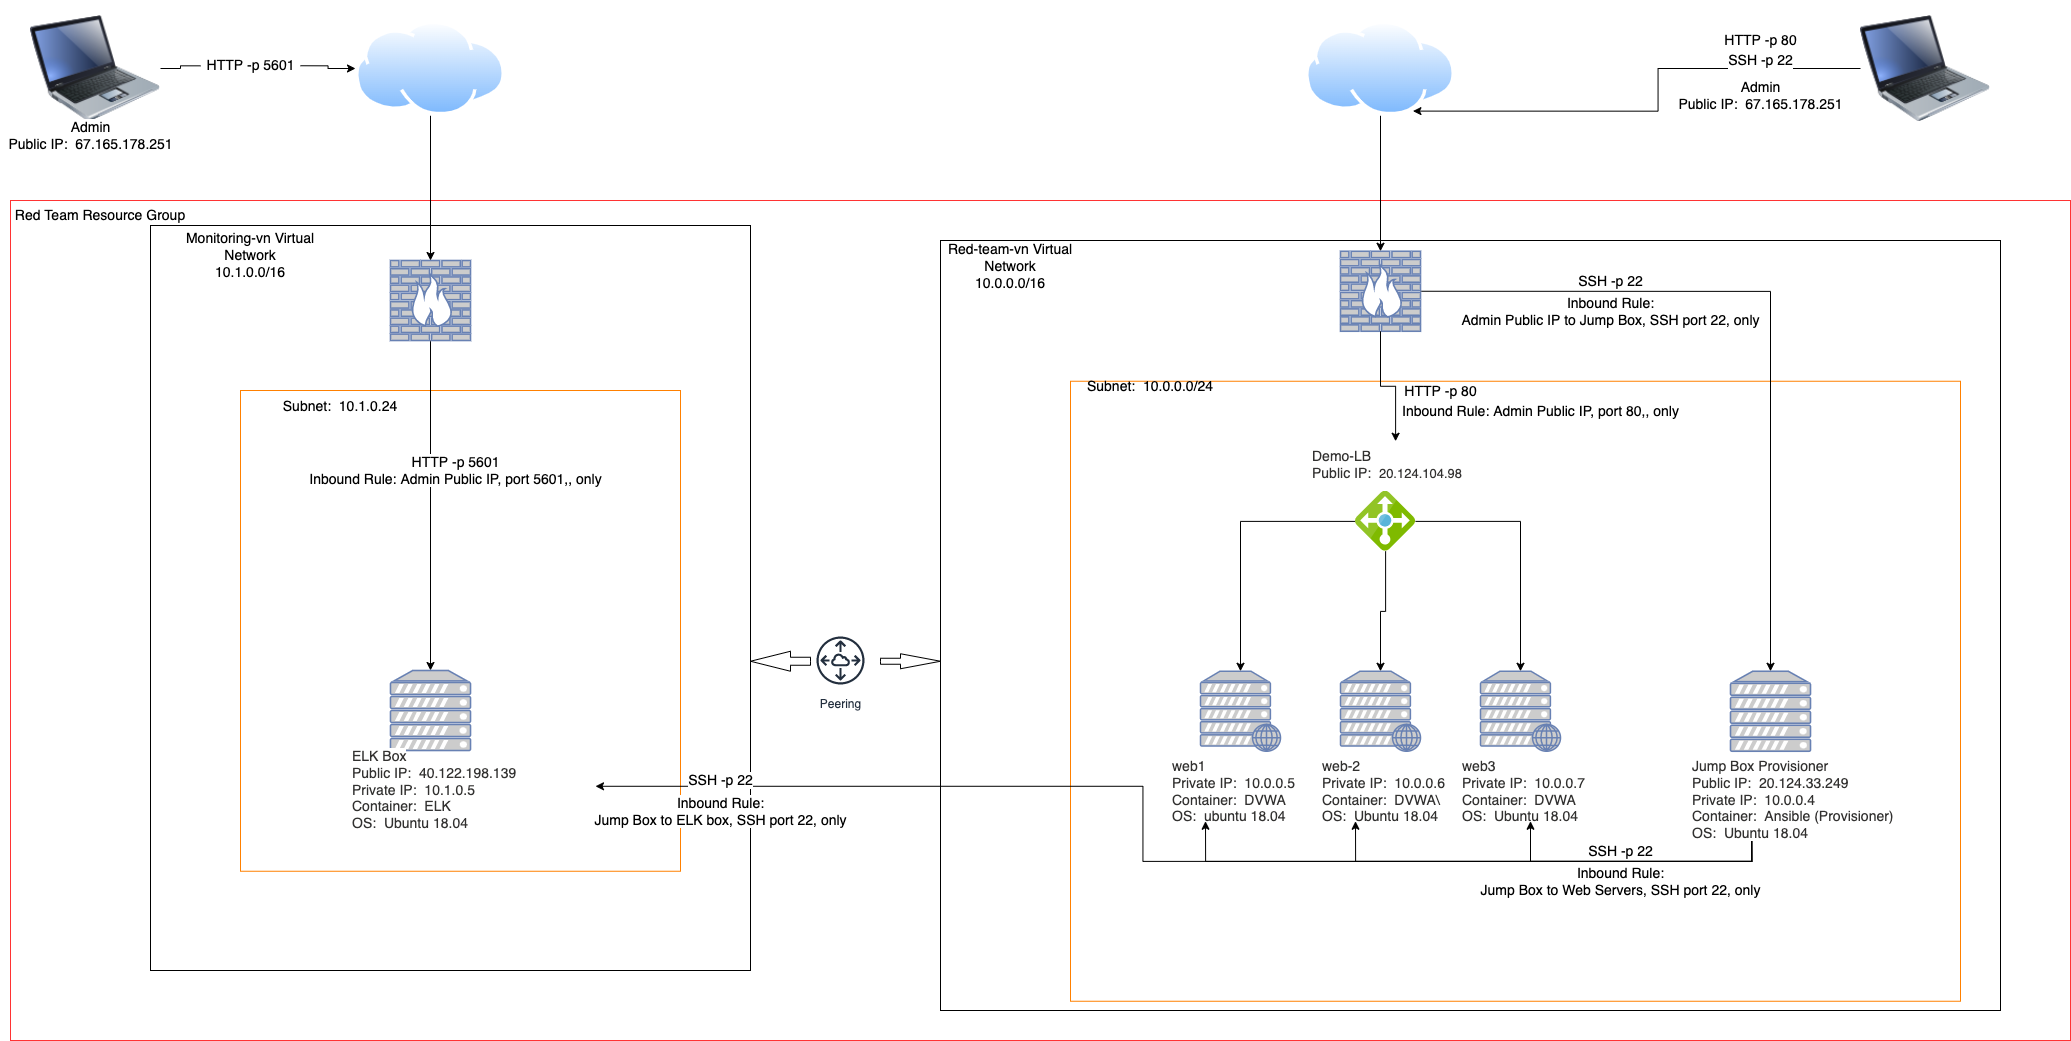 HTTP -p 5601
Admin
Public IP:  67.165.178.251
HTTP -p 80
SSH -p 22
Admin
Public IP:  67.165.178.251
Red Team Resource Group
Monitoring-vn Virtual
Network
10.1.0.0/16
Subnet:  10.1.0.24
HTTP -p 5601
Inbound Rule: Admin Public IP, port 5601,, only
ELK Box
Public IP:  40.122.198.139
Private IP:  10.1.0.5
Container:  ELK
OS:  Ubuntu 18.04
Peering
SSH -p 22
Inbound Rule:
Jump Box to ELK box, SSH port 22, only
Red-team-vn Virtual
Network
10.0.0.0/16
SSH -p 22
Inbound Rule:
Admin Public IP to Jump Box, SSH port 22, only
Subnet:  10.0.0.0/24
HTTP -p 80
Inbound Rule: Admin Public IP, port 80,, only
Demo-LB
Public IP:  20.124.104.98
web1
Private IP:  10.0.0.5
Container:  DVWA
OS:  ubuntu 18.04
web-2
Private IP:  10.0.0.6
Container:  DVWA\
OS:  Ubuntu 18.04
web3
Private IP:  10.0.0.7
Container:  DVWA
OS:  Ubuntu 18.04
Jump Box Provisioner
Public IP:  20.124.33.249
Private IP:  10.0.0.4
Container:  Ansible (Provisioner)
OS:  Ubuntu 18.04
SSH -p 22
Inbound Rule:
Jump Box to Web Servers, SSH port 22, only